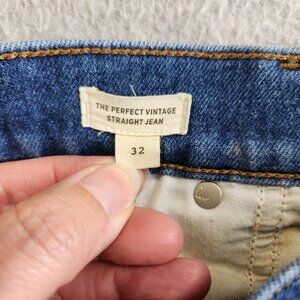 THE PERFECT VINTAGE
STRAIGHT JEAN
32